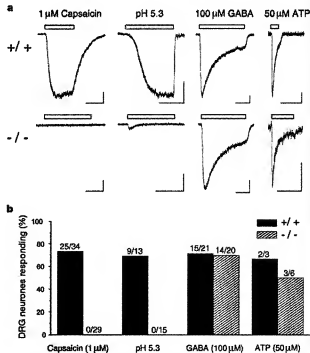 a
1 μM Capsaicin pH 5.3 100 μM GABA 50 μM ATP
+/+
-/-
b
DRG neurones responding (%)
100
80
60
40
20
0
25/34 0/29 9/13 0/15 15/21 14/20 2/3 3/6
+/+
-/-
Capsaicin (1 μM) pH 5.3 GABA (100 μM) ATP (50 μM)